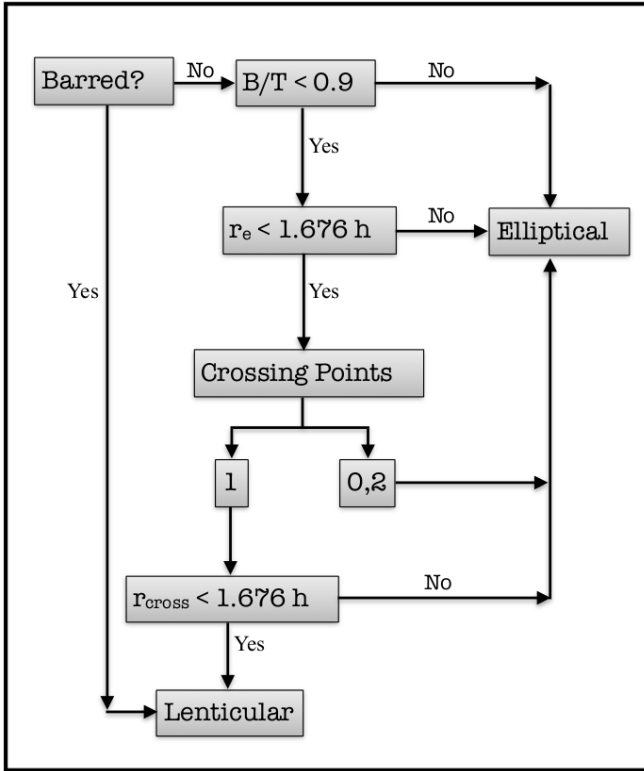 Barred?
No
B/T < 0.9
No
Yes
rₑ < 1.676 h
No
Elliptical
Yes
Yes
Crossing Points
1
0,2
r_cross < 1.676 h
No
Yes
Lenticular